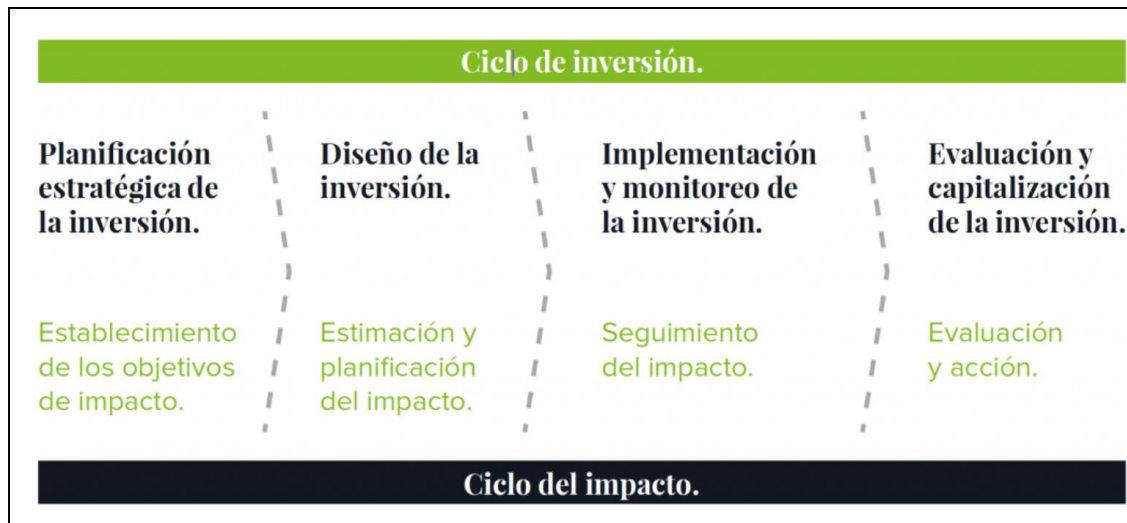 Ciclo de inversión.
Planificación
estratégica de
la inversión.
Diseño de la
inversión.
Implementación
y monitoreo de
la inversión.
Evaluación y
capitalización
de la inversión.
Establecimiento
de los objetivos
de impacto.
Estimación y
planificación
del impacto.
Seguimiento
del impacto.
Evaluación
y acción.
Ciclo del impacto.